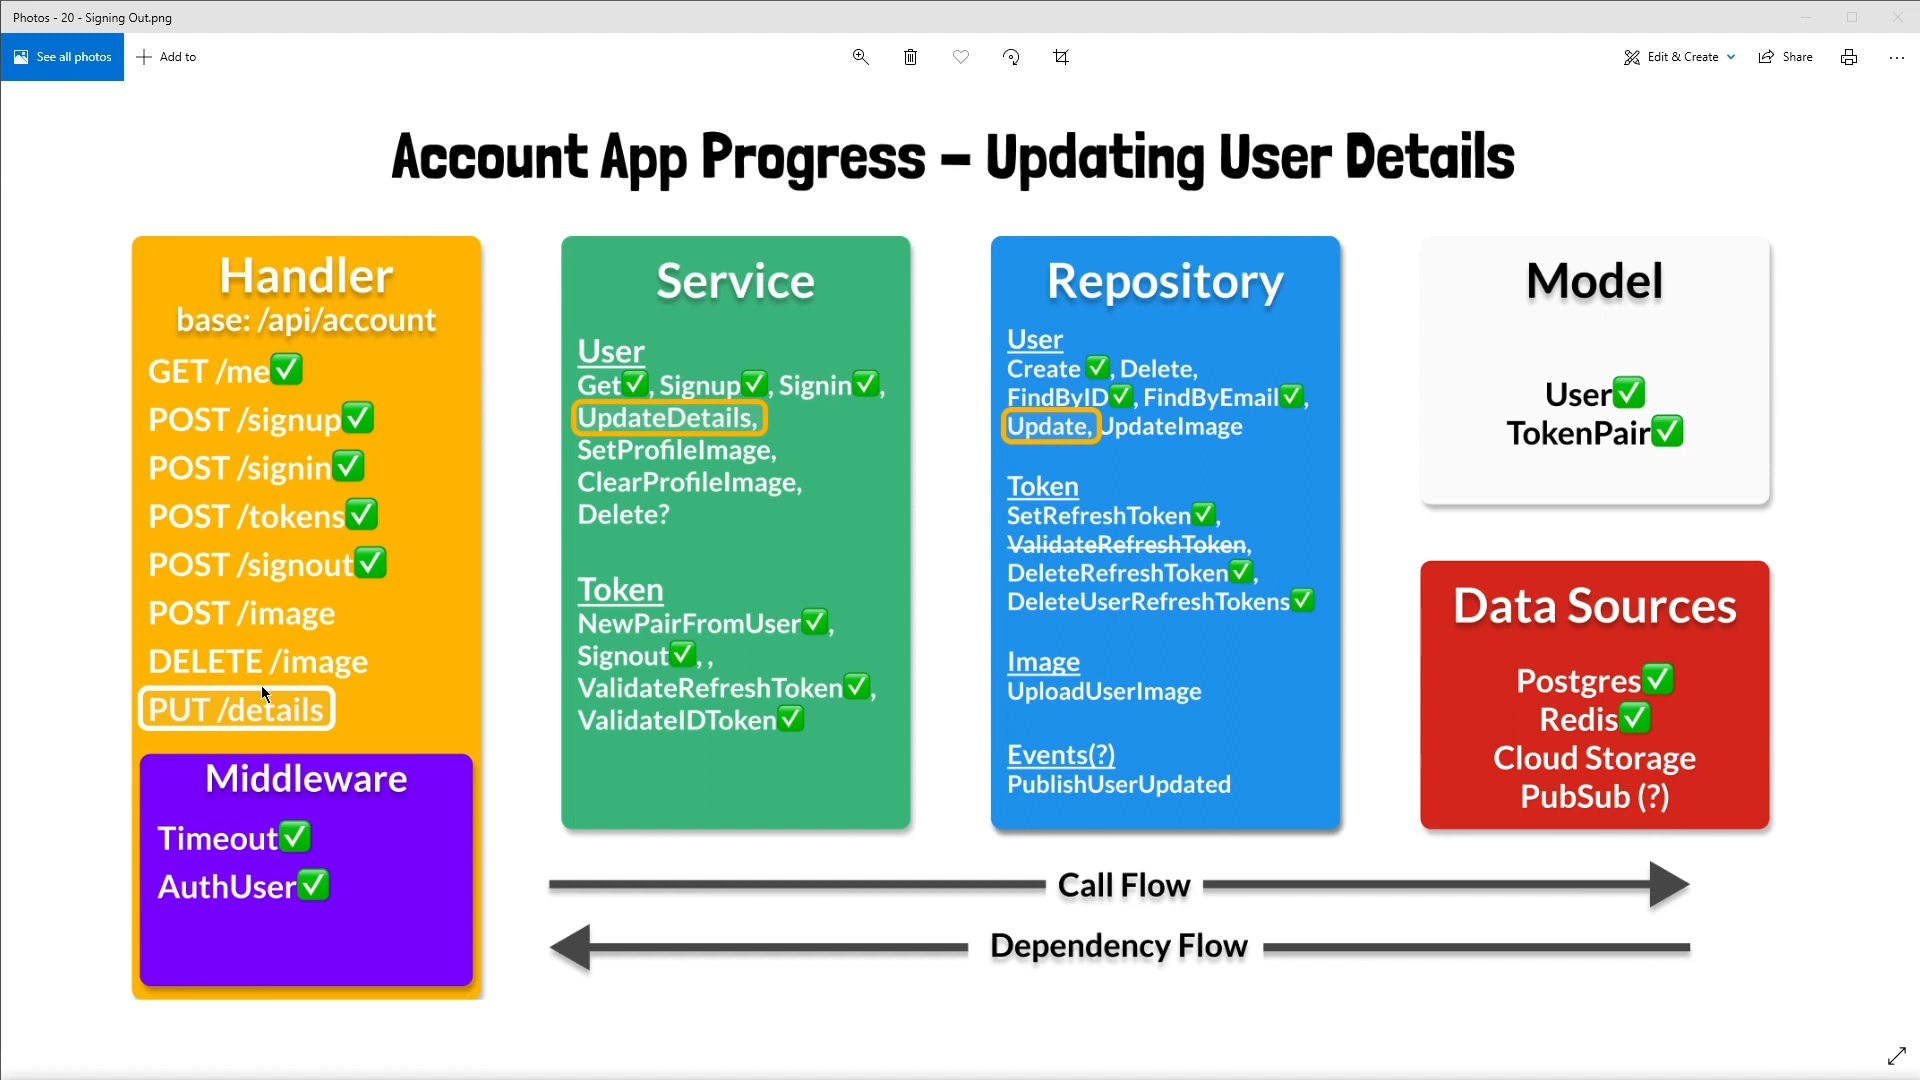 Photos - 20 - Signing Out.png
See all photos
Add to
Edit & Create
Share
Account App Progress – Updating User Details
Handler
base: /api/account
GET /me✅
POST /signup✅
POST /signin✅
POST /tokens✅
POST /signout✅
POST /image
DELETE /image
PUT /details
Middleware
Timeout✅
AuthUser✅
Service
User
Get✅, Signup✅, Signin✅,
UpdateDetails,
SetProfileImage,
ClearProfileImage,
Delete?
Token
NewPairFromUser✅,
Signout✅, ,
ValidateRefreshToken✅,
ValidateIDToken✅
Repository
User
Create ✅, Delete,
FindByID✅, FindByEmail✅,
Update, UpdateImage
Token
SetRefreshToken✅,
ValidateRefreshToken,
DeleteRefreshToken✅,
DeleteUserRefreshTokens✅
Image
UploadUserImage
Events(?)
PublishUserUpdated
Model
User✅
TokenPair✅
Data Sources
Postgres✅
Redis✅
Cloud Storage
PubSub (?)
Call Flow
Dependency Flow